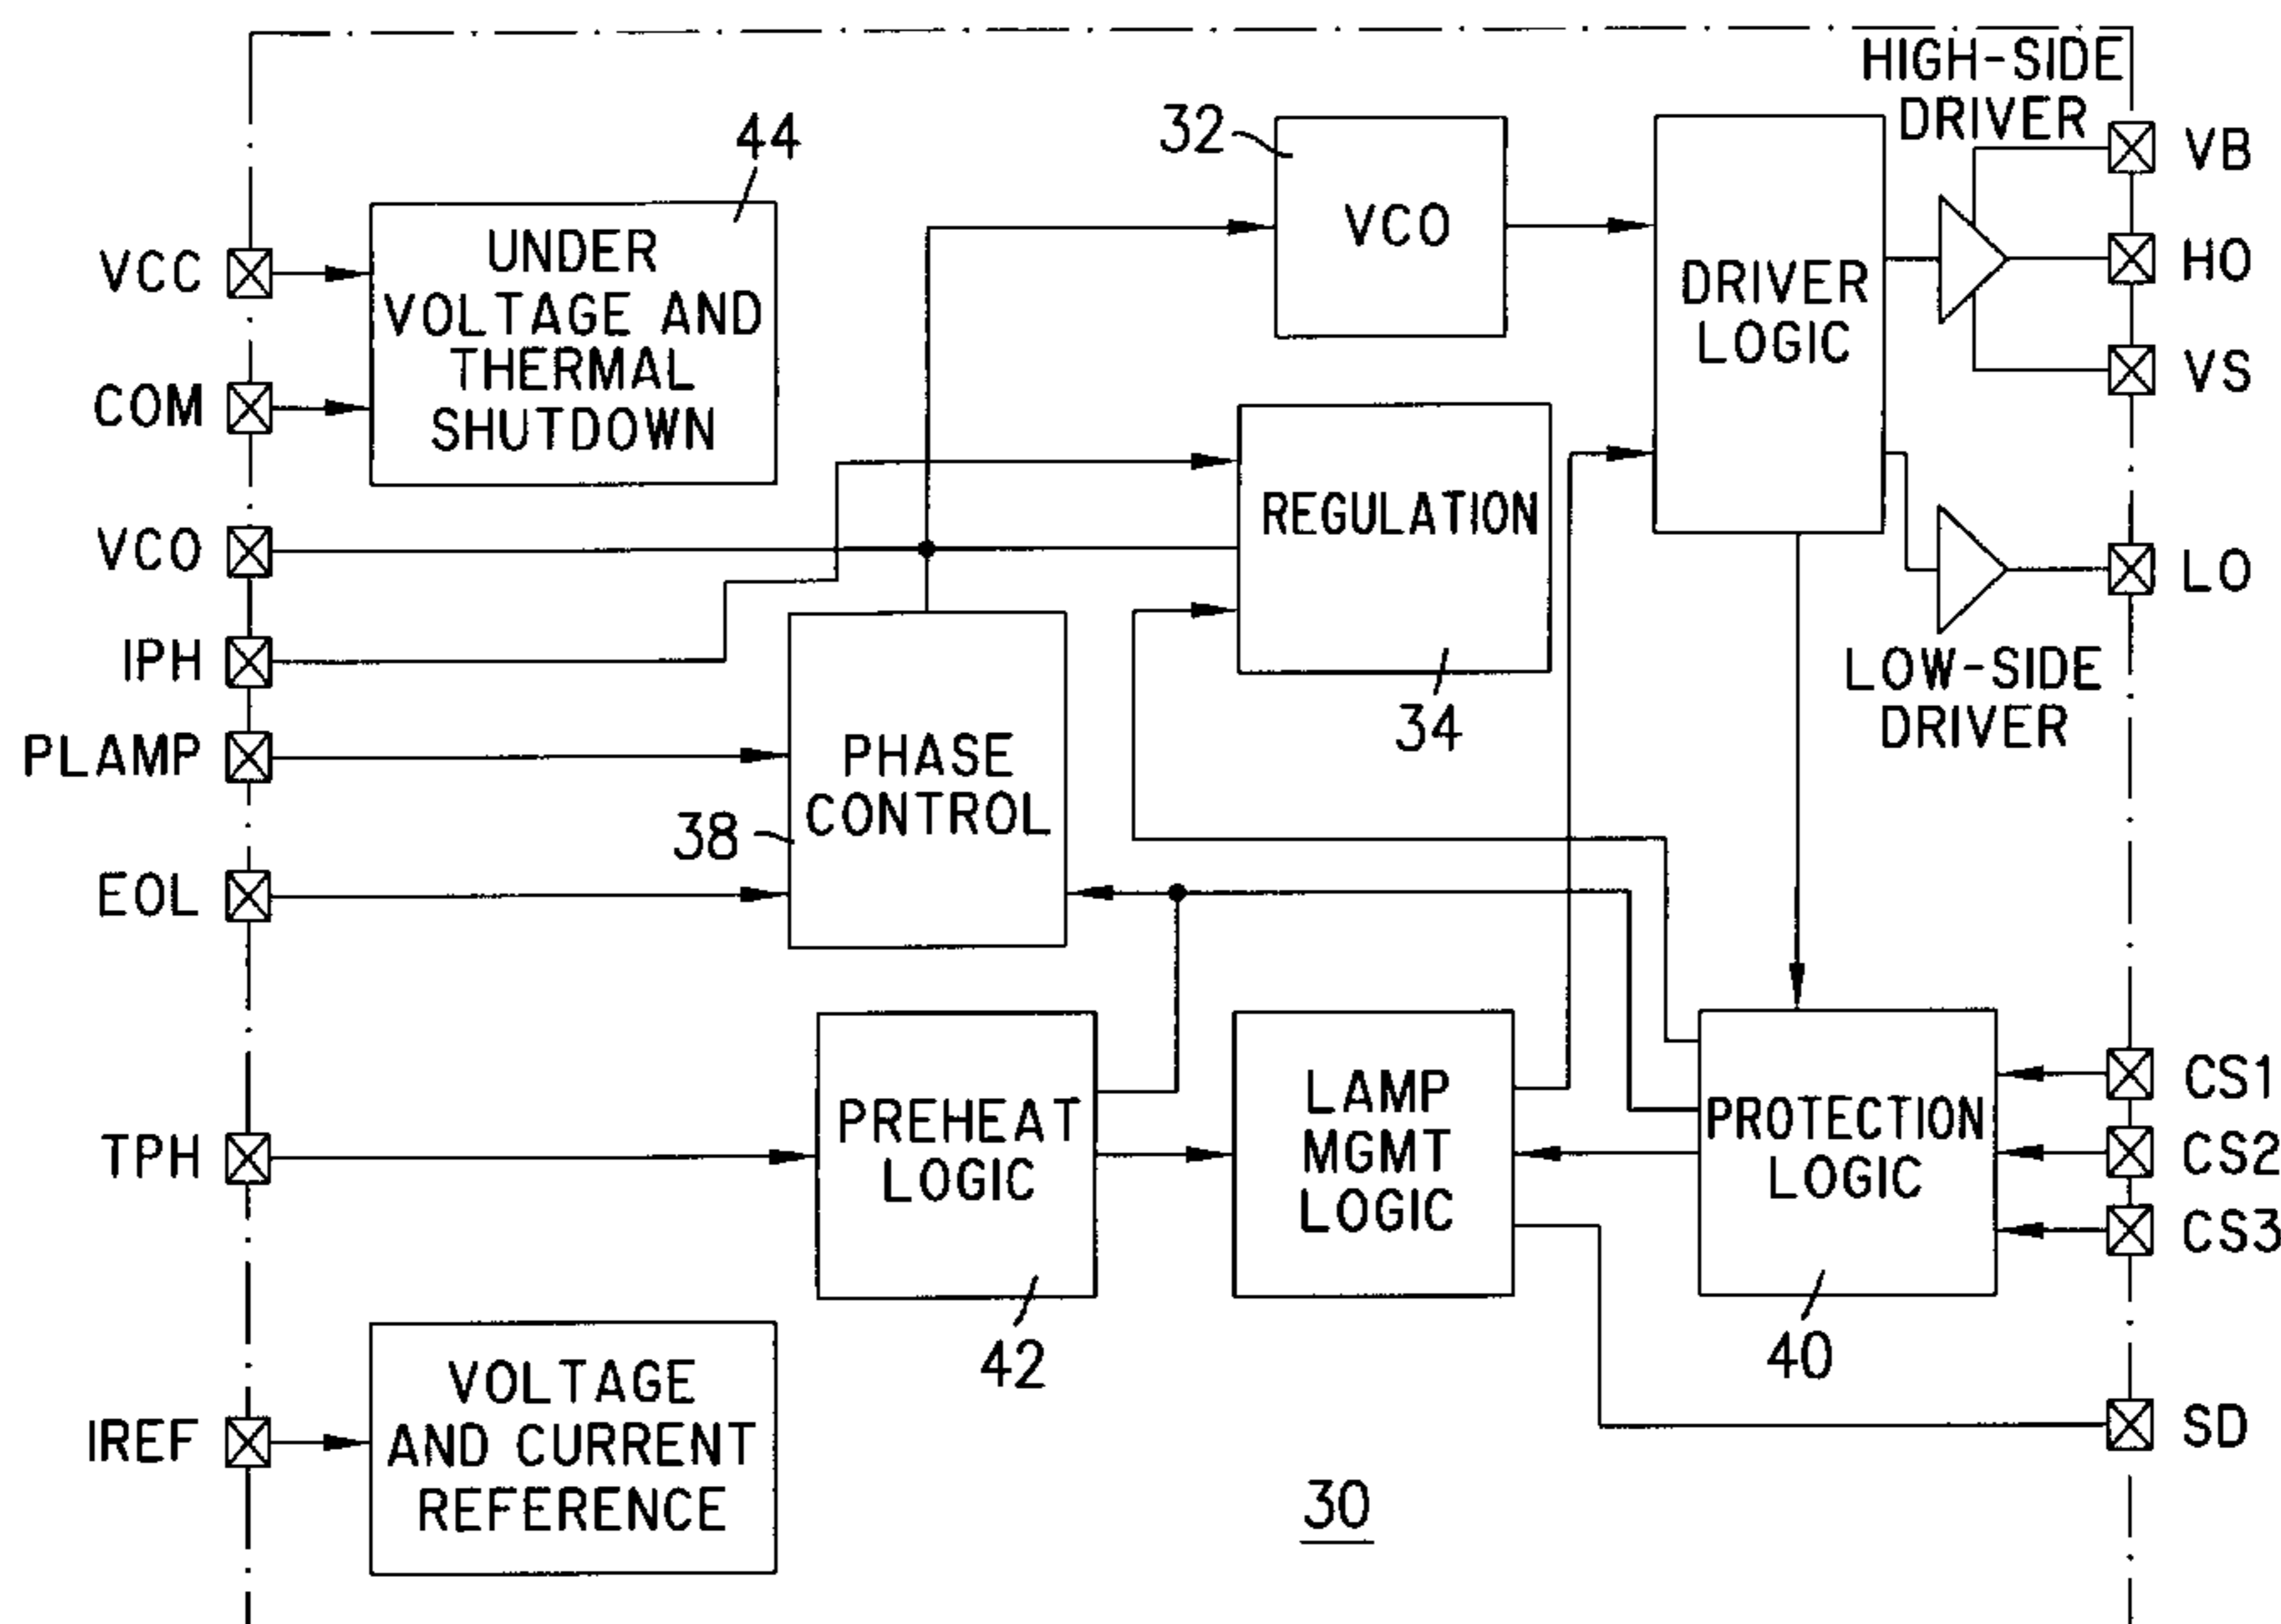 HIGH-SIDE
DRIVER
44
32
VB
VCC
UNDER
VOLTAGE AND
THERMAL
SHUTDOWN
VCO
DRIVER
LOGIC
HO
VS
COM
VCO
REGULATION
LO
IPH
34
LOW-SIDE
DRIVER
PLAMP
PHASE
CONTROL
38
EOL
TPH
PREHEAT
LOGIC
42
LAMP
MGMT
LOGIC
PROTECTION
LOGIC
40
CS1
CS2
CS3
IREF
VOLTAGE
AND CURRENT
REFERENCE
SD
30